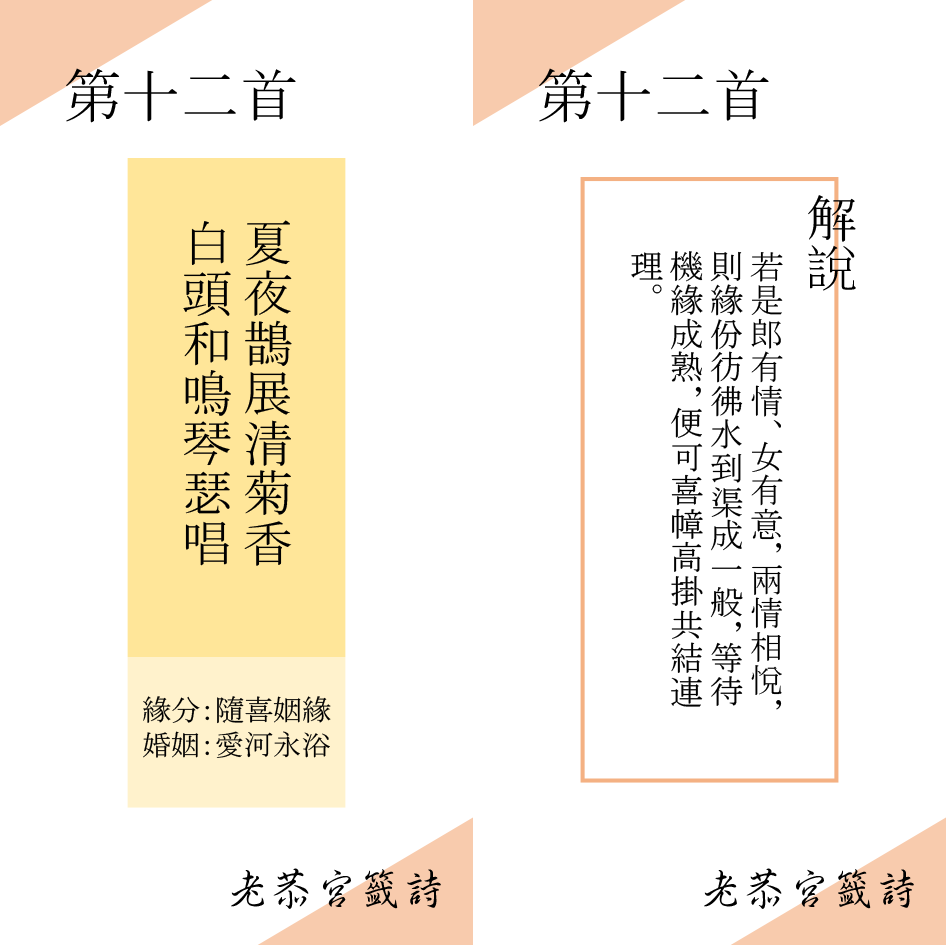 第十二首
夏夜鵲展清菊香
白頭和鳴琴瑟唱
緣分:隨喜姻緣
婚姻:愛河永浴
老恭宮籤詩
第十二首
解說
若是郎有情、女有意,兩情相悅,
則緣份彷彿水到渠成一般,等待
機緣成熟,便可喜幛高掛共結連
理。
老恭宮籤詩